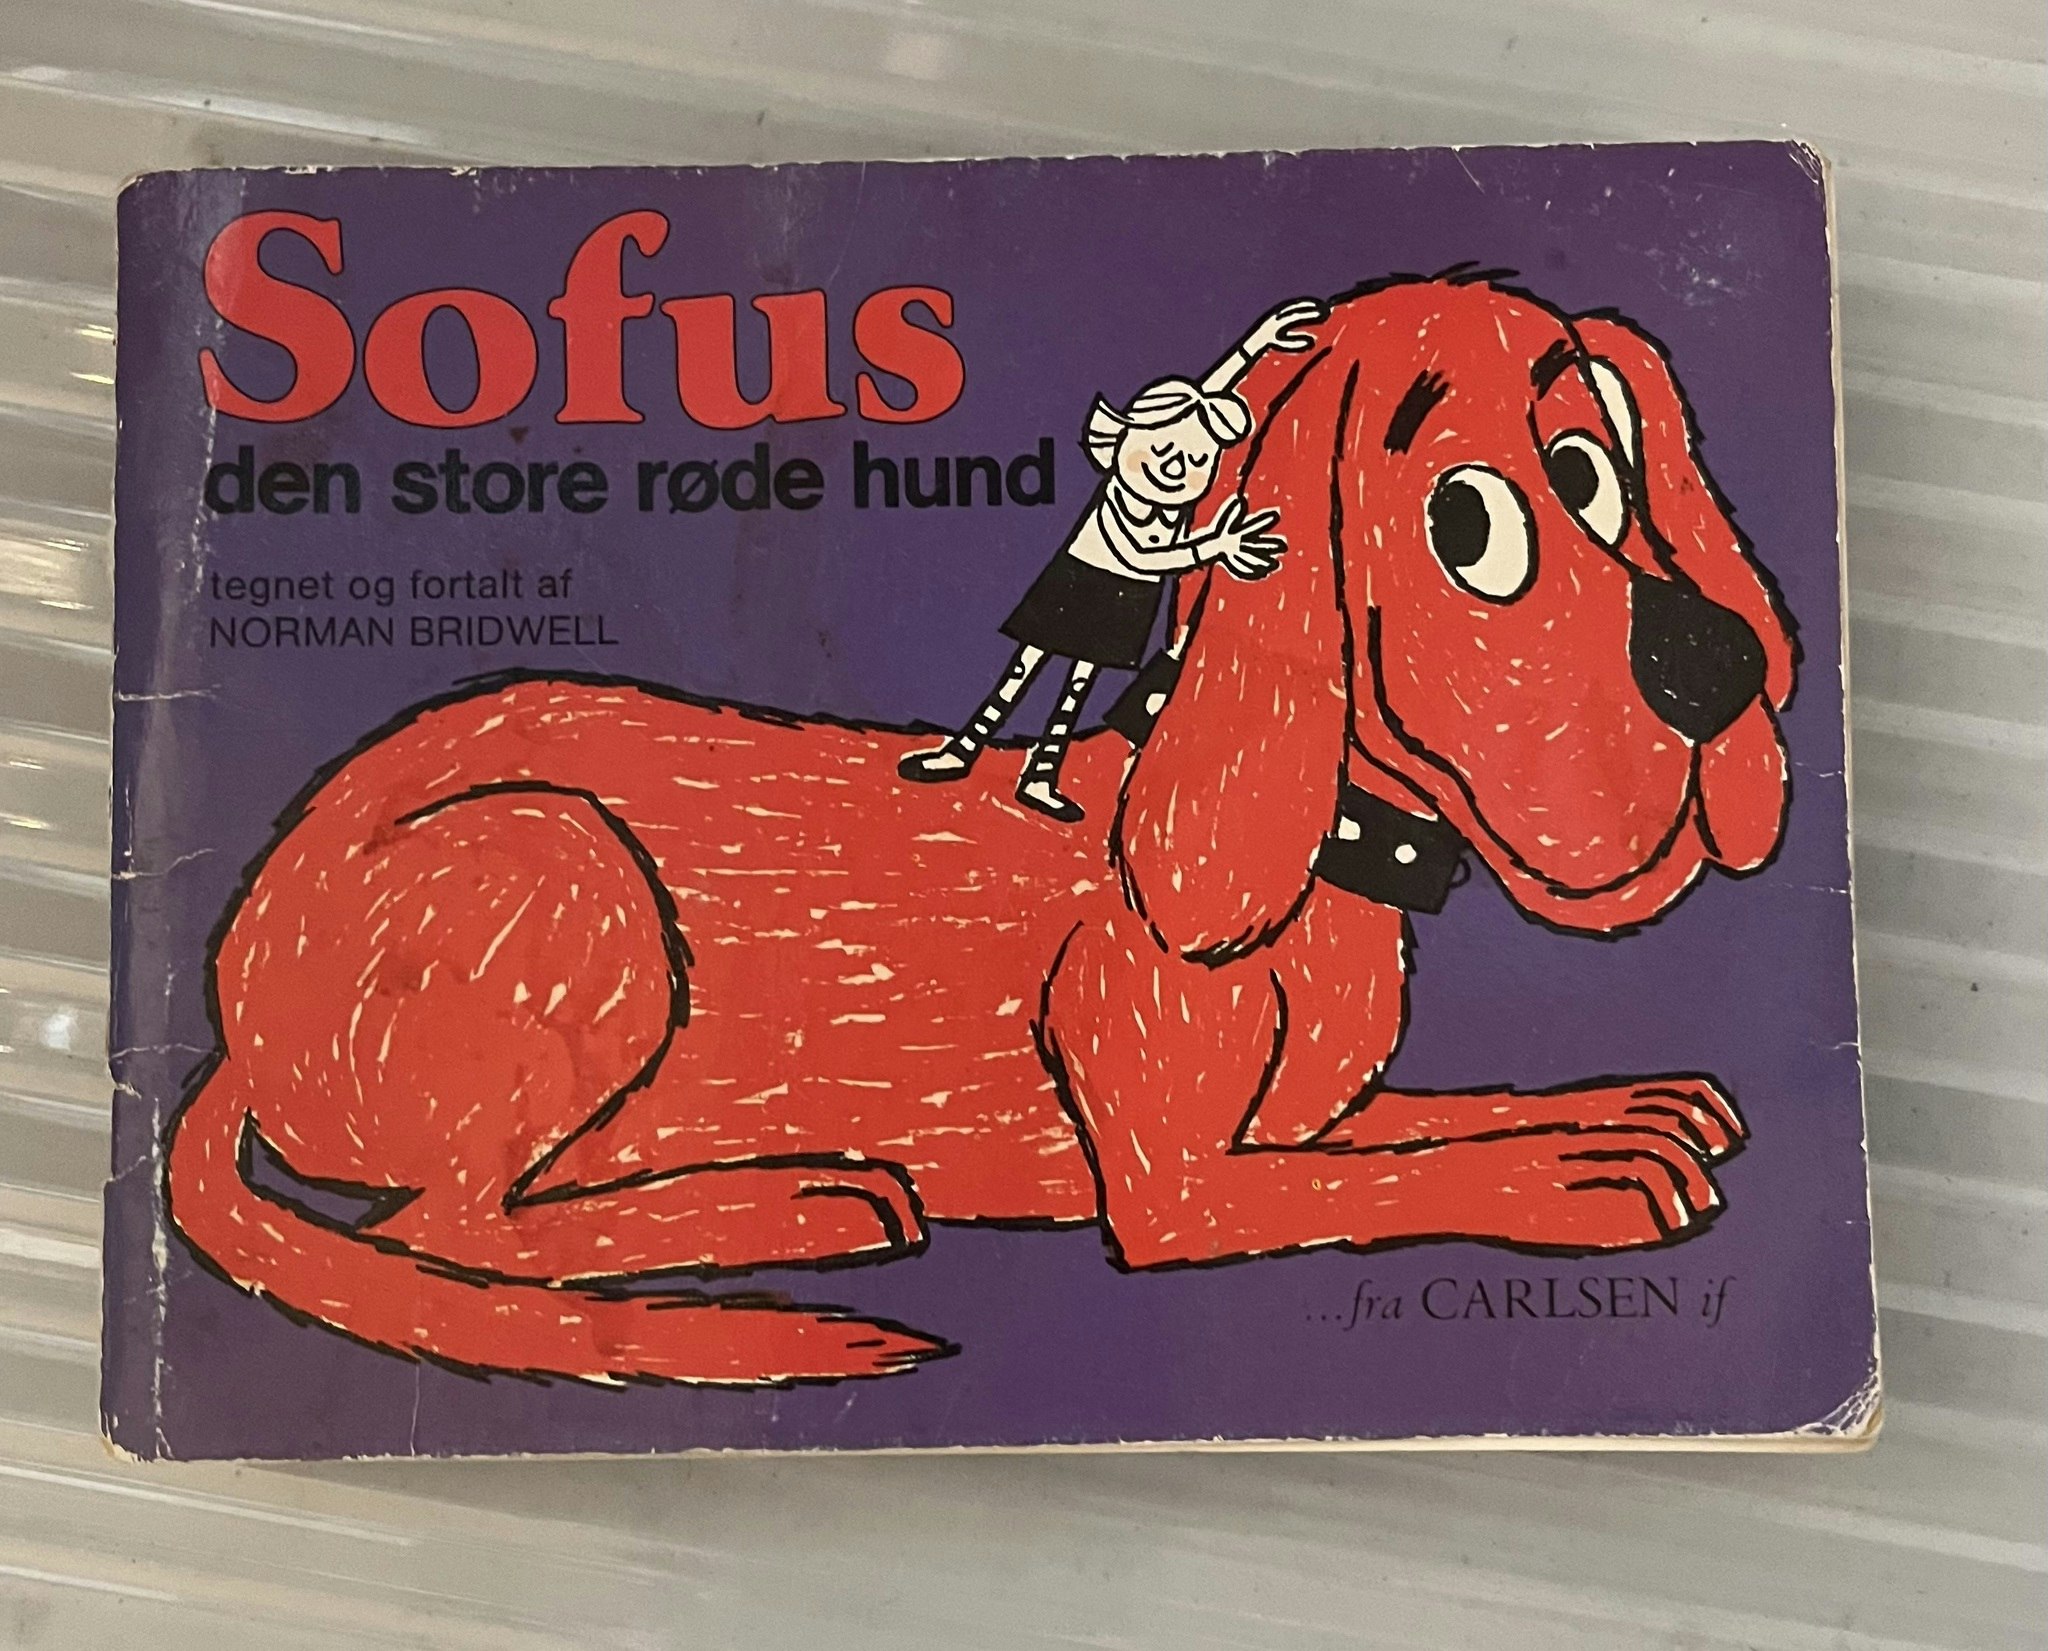 Sofus
den store røde hund
tegnet og fortalt af
NORMAN BRIDWELL
...fra CARLSEN if